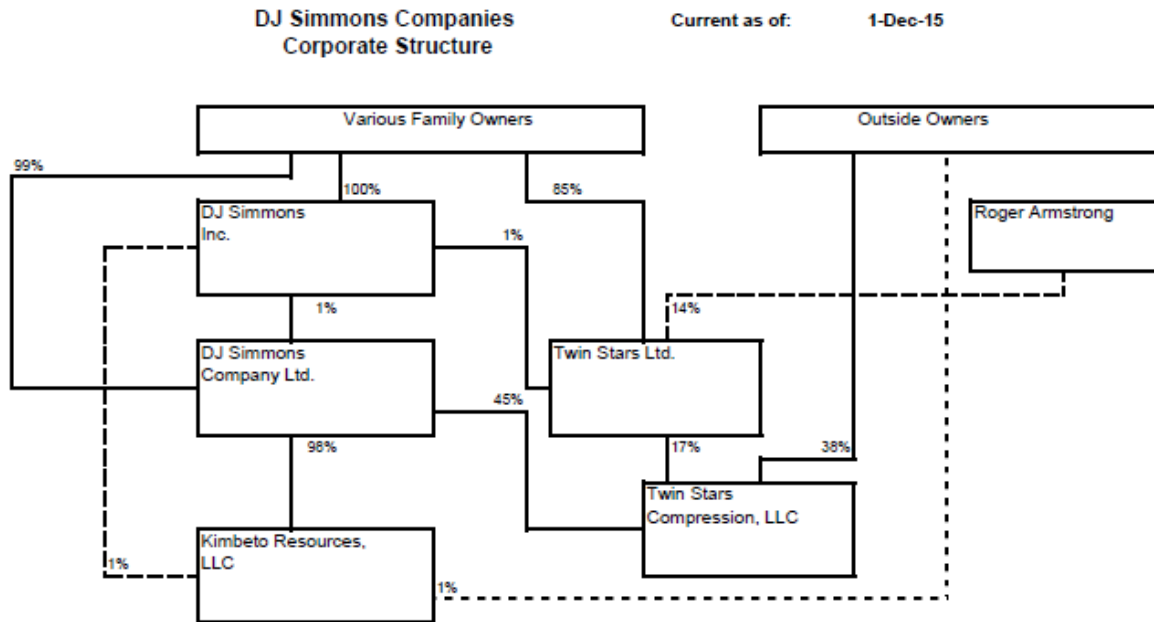 DJ Simmons Companies
Corporate Structure
Current as of: 1-Dec-15
Various Family Owners
Outside Owners
99%
100%
85%
DJ Simmons
Inc.
1%
Roger Armstrong
1%
14%
DJ Simmons
Company Ltd.
Twin Stars Ltd.
45%
98%
17%
38%
Twin Stars
Compression, LLC
Kimbeto Resources,
LLC
1%
1%